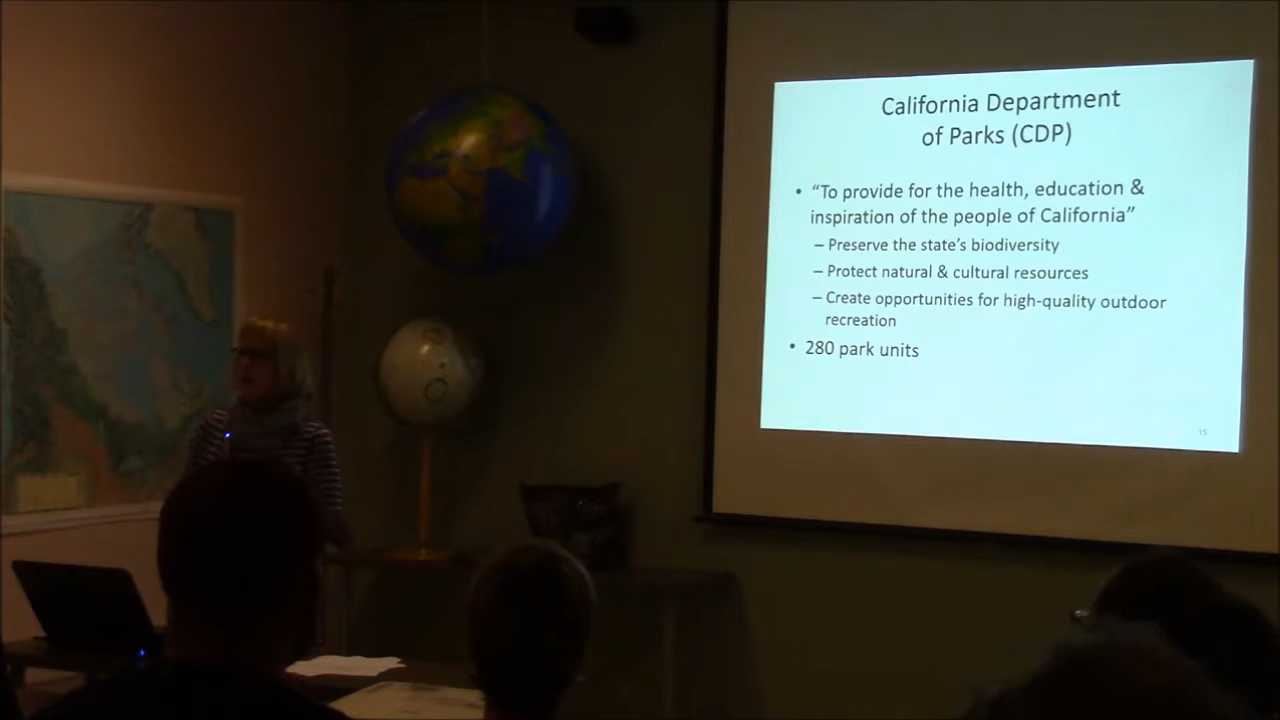 California Department
of Parks (CDP)
• “To provide for the health, education &
inspiration of the people of California”
– Preserve the state’s biodiversity
– Protect natural & cultural resources
– Create opportunities for high-quality outdoor
recreation
• 280 park units
15